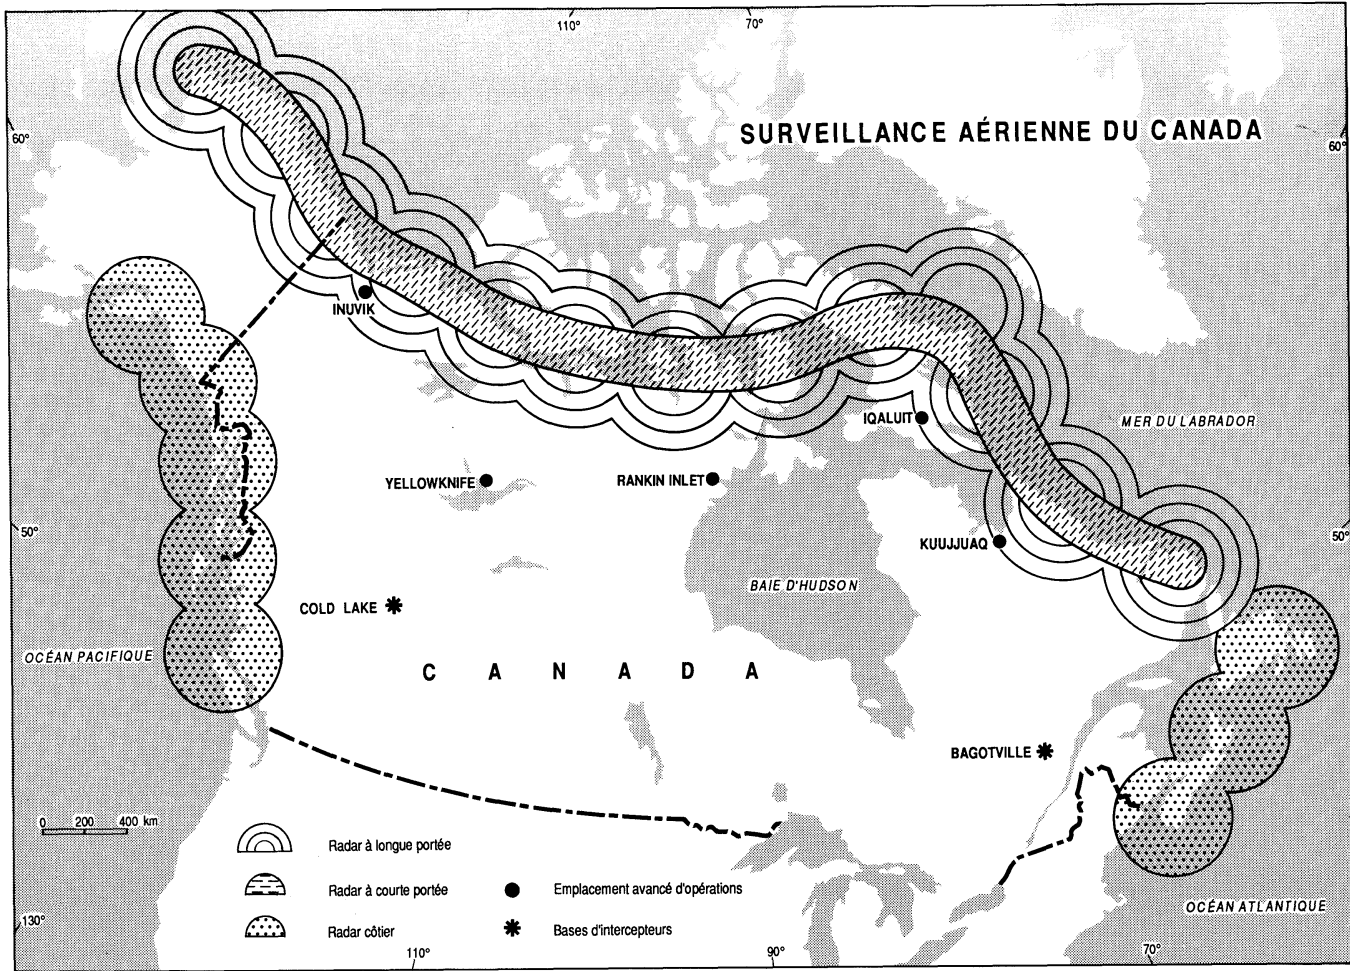 110°
70°
SURVEILLANCE AÉRIENNE DU CANADA
60°
60°
INUVIK
IQALUIT
MER DU LABRADOR
YELLOWKNIFE
RANKIN INLET
50°
50°
KUUJJUAQ
BAIE D'HUDSON
COLD LAKE
OCÉAN PACIFIQUE
CANADA
BAGOTVILLE
0 200 400 km
Radar à longue portée
Radar à courte portée
Emplacement avancé d'opérations
Radar côtier
Bases d'intercepteurs
OCÉAN ATLANTIQUE
130°
110°
90°
70°